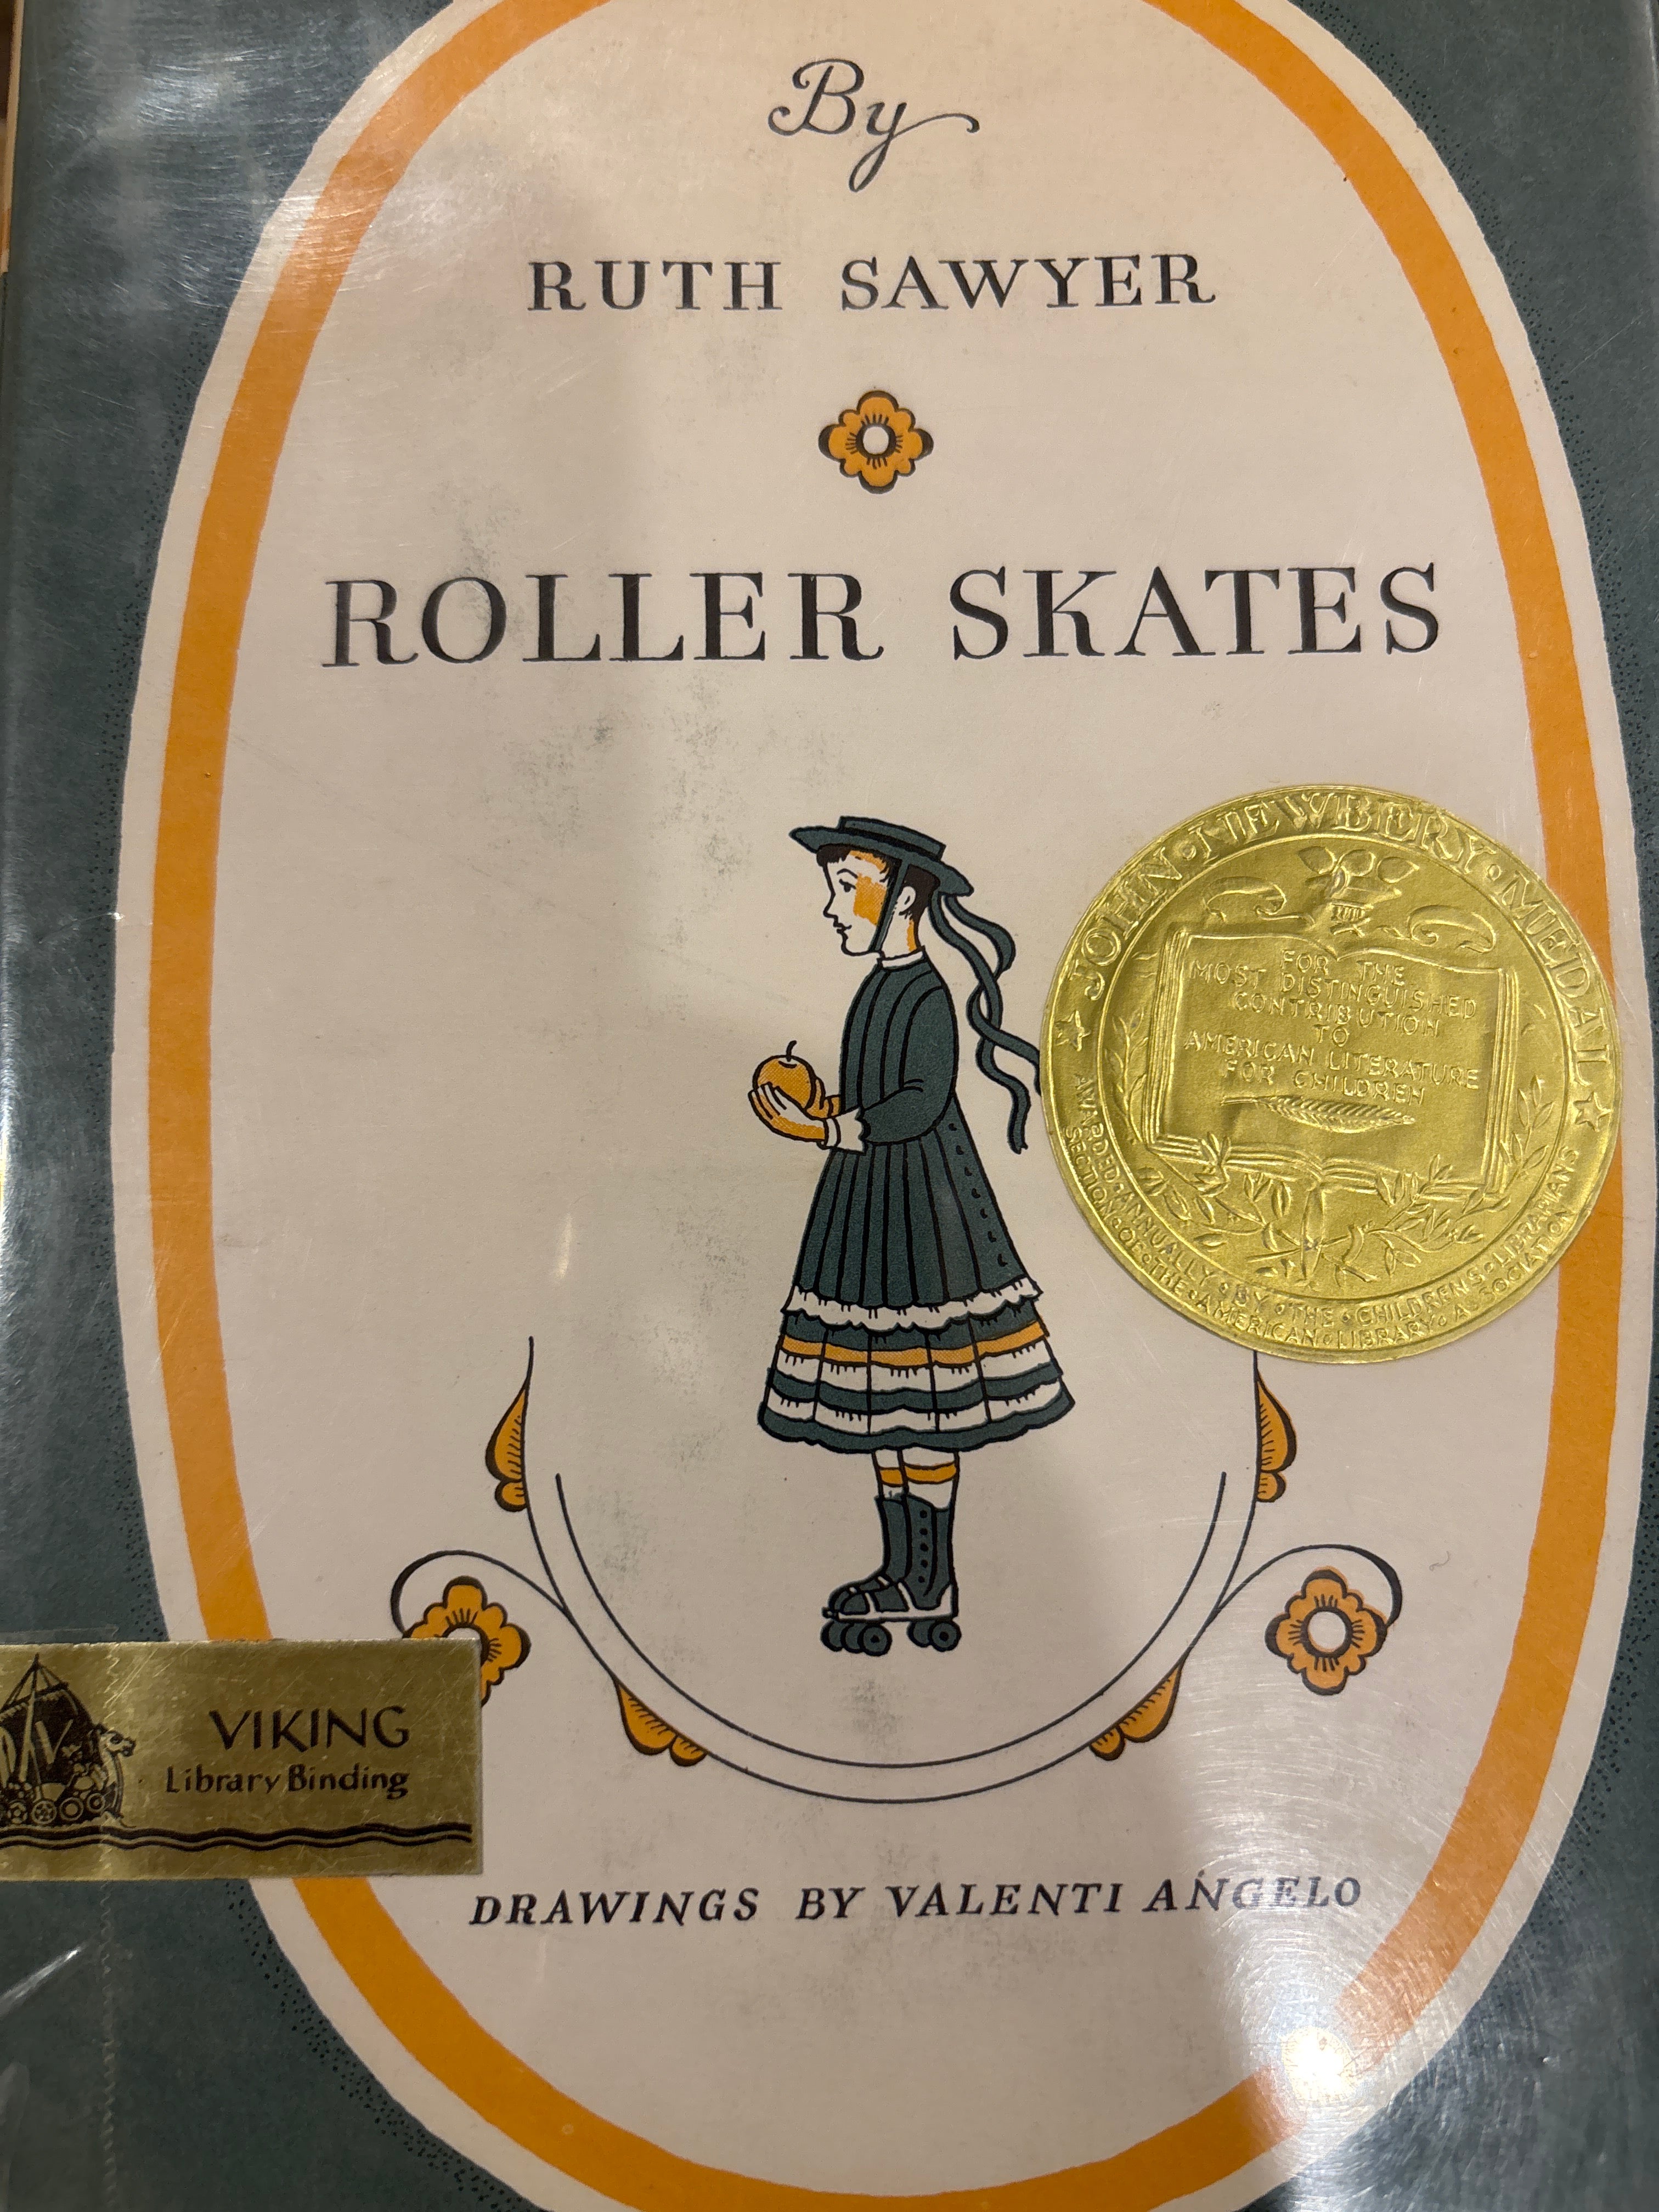 By
RUTH SAWYER
ROLLER SKATES
JOHN·NEWBERY·MEDAL
FOR THE
MOST DISTINGUISHED
CONTRIBUTION
TO
AMERICAN LITERATURE
FOR CHILDREN
AWARDED·ANNUALLY·BY·THE·CHILDRENS·LIBRARIANS
SECTION·OF·THE·AMERICAN·LIBRARY·ASSOCIATION
VIKING
Library Binding
DRAWINGS BY VALENTI ANGELO